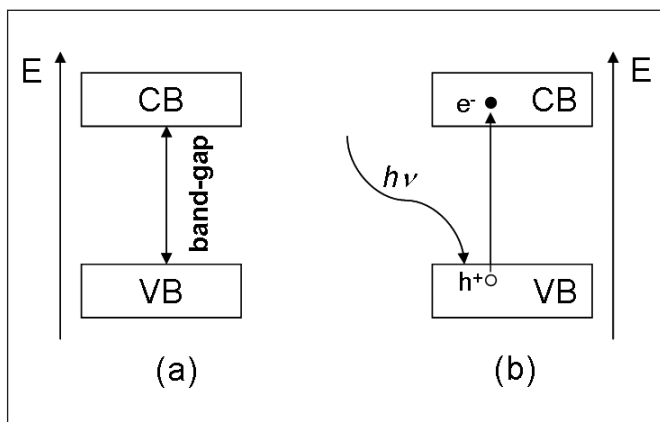 E
CB
band-gap
VB
(a)
E
e- CB
hν
h+ VB
(b)